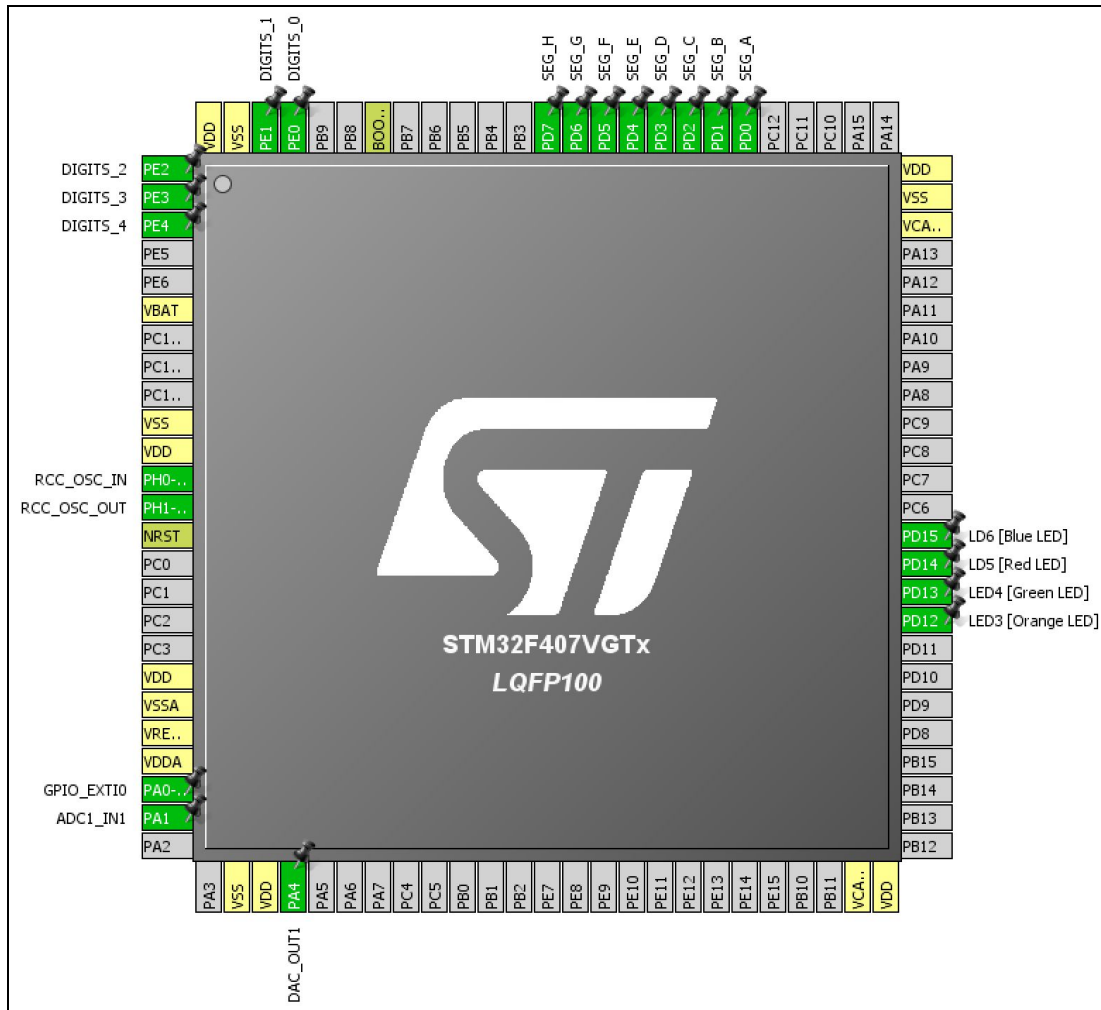 DIGITS_1
DIGITS_0
SEG_H
SEG_G
SEG_F
SEG_E
SEG_D
SEG_C
SEG_B
SEG_A
VDD
VSS
PE1
PE0
PB9
PB8
BOO..
PB7
PB6
PB5
PB4
PB3
PD7
PD6
PD5
PD4
PD3
PD2
PD1
PD0
PC12
PC11
PC10
PA15
PA14
DIGITS_2 PE2
DIGITS_3 PE3
DIGITS_4 PE4
PE5
PE6
VBAT
PC1..
PC1..
PC1..
VSS
VDD
RCC_OSC_IN PH0-..
RCC_OSC_OUT PH1-..
NRST
PC0
PC1
PC2
PC3
VDD
VSSA
VRE..
VDDA
GPIO_EXTI0 PA0-..
ADC1_IN1 PA1
PA2
ST
STM32F407VGTx
LQFP100
VDD
VSS
VCA..
PA13
PA12
PA11
PA10
PA9
PA8
PC9
PC8
PC7
PC6
PD15 LD6 [Blue LED]
PD14 LD5 [Red LED]
PD13 LED4 [Green LED]
PD12 LED3 [Orange LED]
PD11
PD10
PD9
PD8
PB15
PB14
PB13
PB12
PA3
VSS
VDD
PA4
PA5
PA6
PA7
PC4
PC5
PB0
PB1
PB2
PE7
PE8
PE9
PE10
PE11
PE12
PE13
PE14
PE15
PB10
PB11
VCA..
VDD
DAC_OUT1